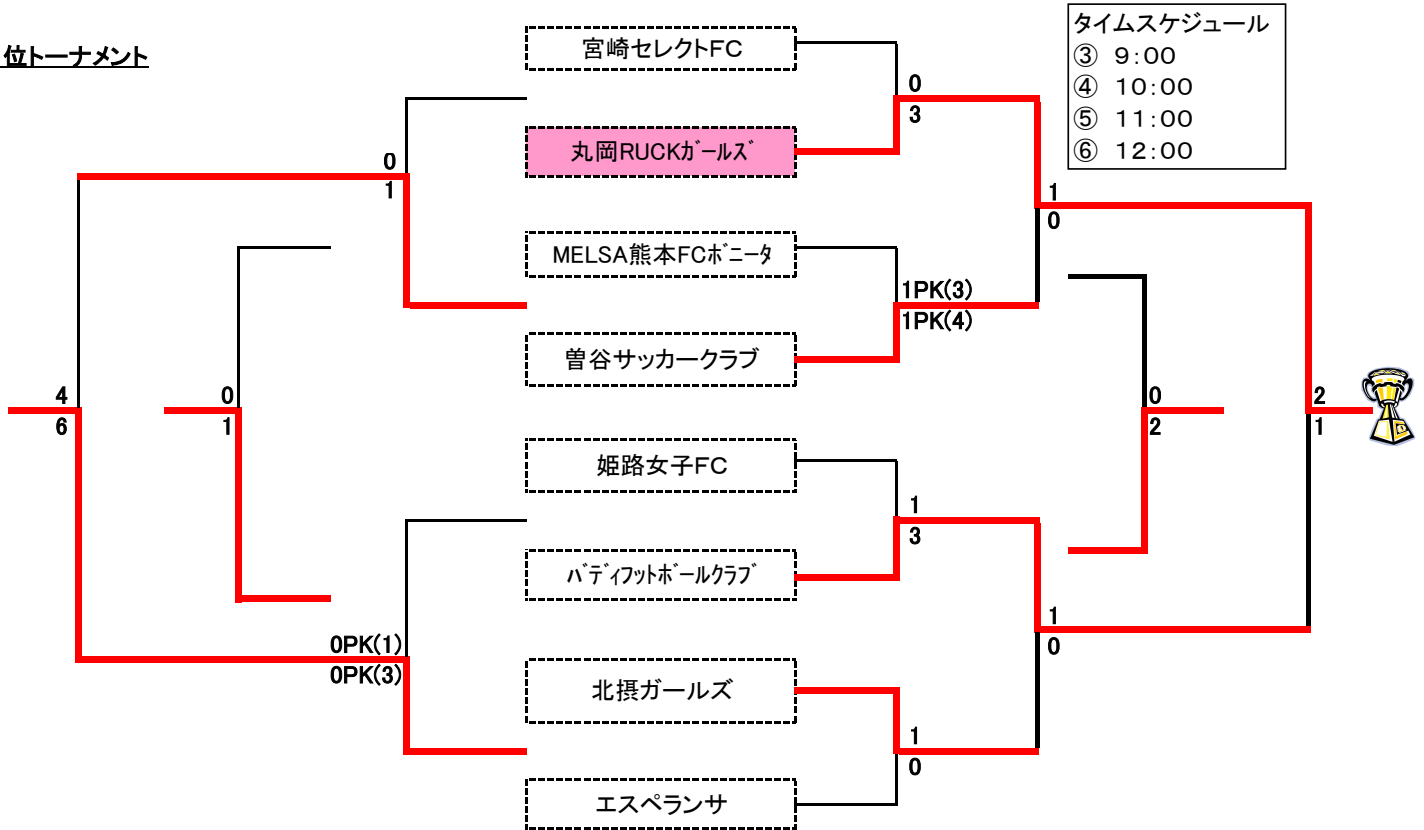 位トーナメント
タイムスケジュール
③ 9:00
④ 10:00
⑤ 11:00
⑥ 12:00
宮崎セレクトFC
0
3
丸岡RUCKｶﾞｰﾙｽﾞ
0
1
1
0
MELSA熊本FCﾎﾞﾆｰﾀ
1PK(3)
1PK(4)
曽谷サッカークラブ
4
6
0
1
0
2
2
1
姫路女子FC
1
3
ﾊﾞﾃﾞｨﾌｯﾄﾎﾞｰﾙｸﾗﾌﾞ
1
0
0PK(1)
0PK(3)
北摂ガールズ
1
0
エスペランサ